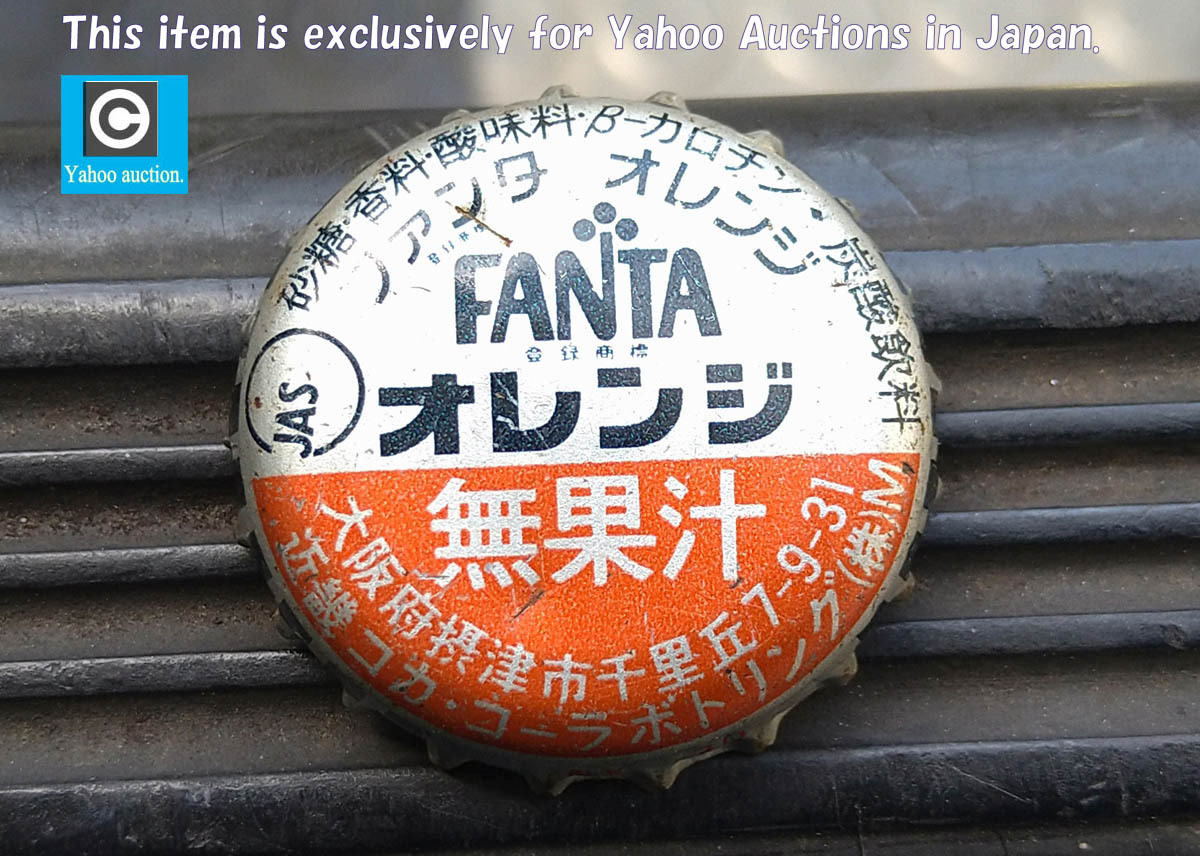 This item is exclusively for Yahoo Auctions in Japan.
C
Yahoo auction.
砂糖・香料・酸味料・β-カロチン・炭酸飲料
ファンタ オレンジ
FANTA
登録商標
オレンジ
JAS
無果汁
大阪府摂津市千里丘7-9-31
近畿コカ・コーラボトリング(株)M